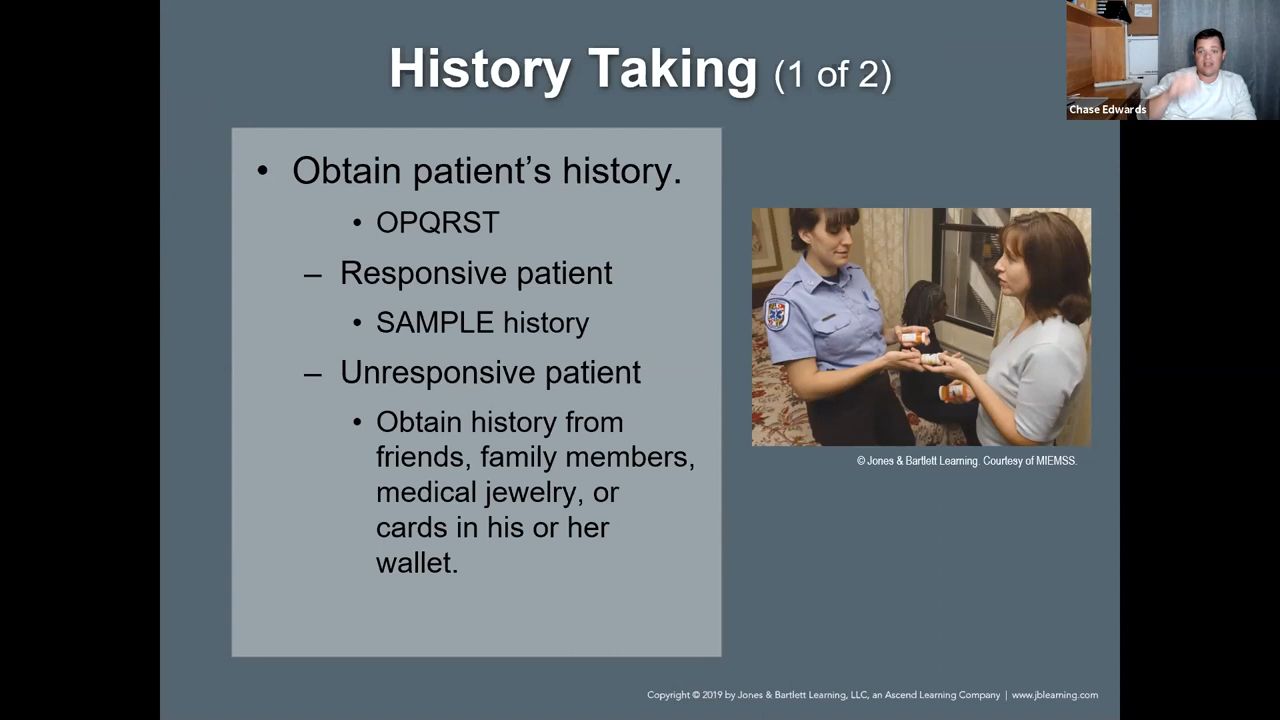 History Taking (1 of 2)
Chase Edwards
• Obtain patient’s history.
• OPQRST
– Responsive patient
• SAMPLE history
– Unresponsive patient
• Obtain history from
friends, family members,
medical jewelry, or
cards in his or her
wallet.
© Jones & Bartlett Learning. Courtesy of MIEMSS.
Copyright © 2019 by Jones & Bartlett Learning, LLC, an Ascend Learning Company | www.jblearning.com